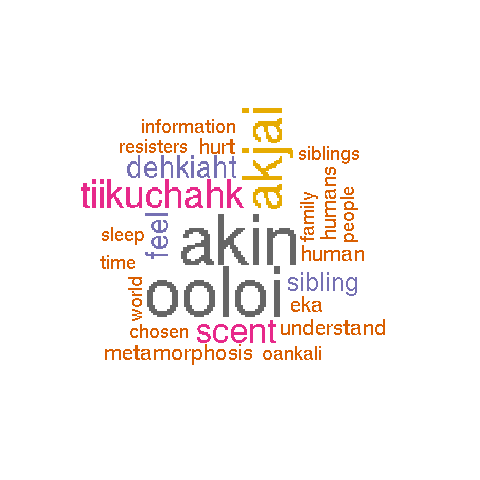 information
resisters hurt
akjai
siblings
dehkiaht
tiikuchahk
family
humans
people
sleep
feel
akin
human
time
world
ooloi
sibling
eka
chosen
scent
understand
metamorphosis
oankali